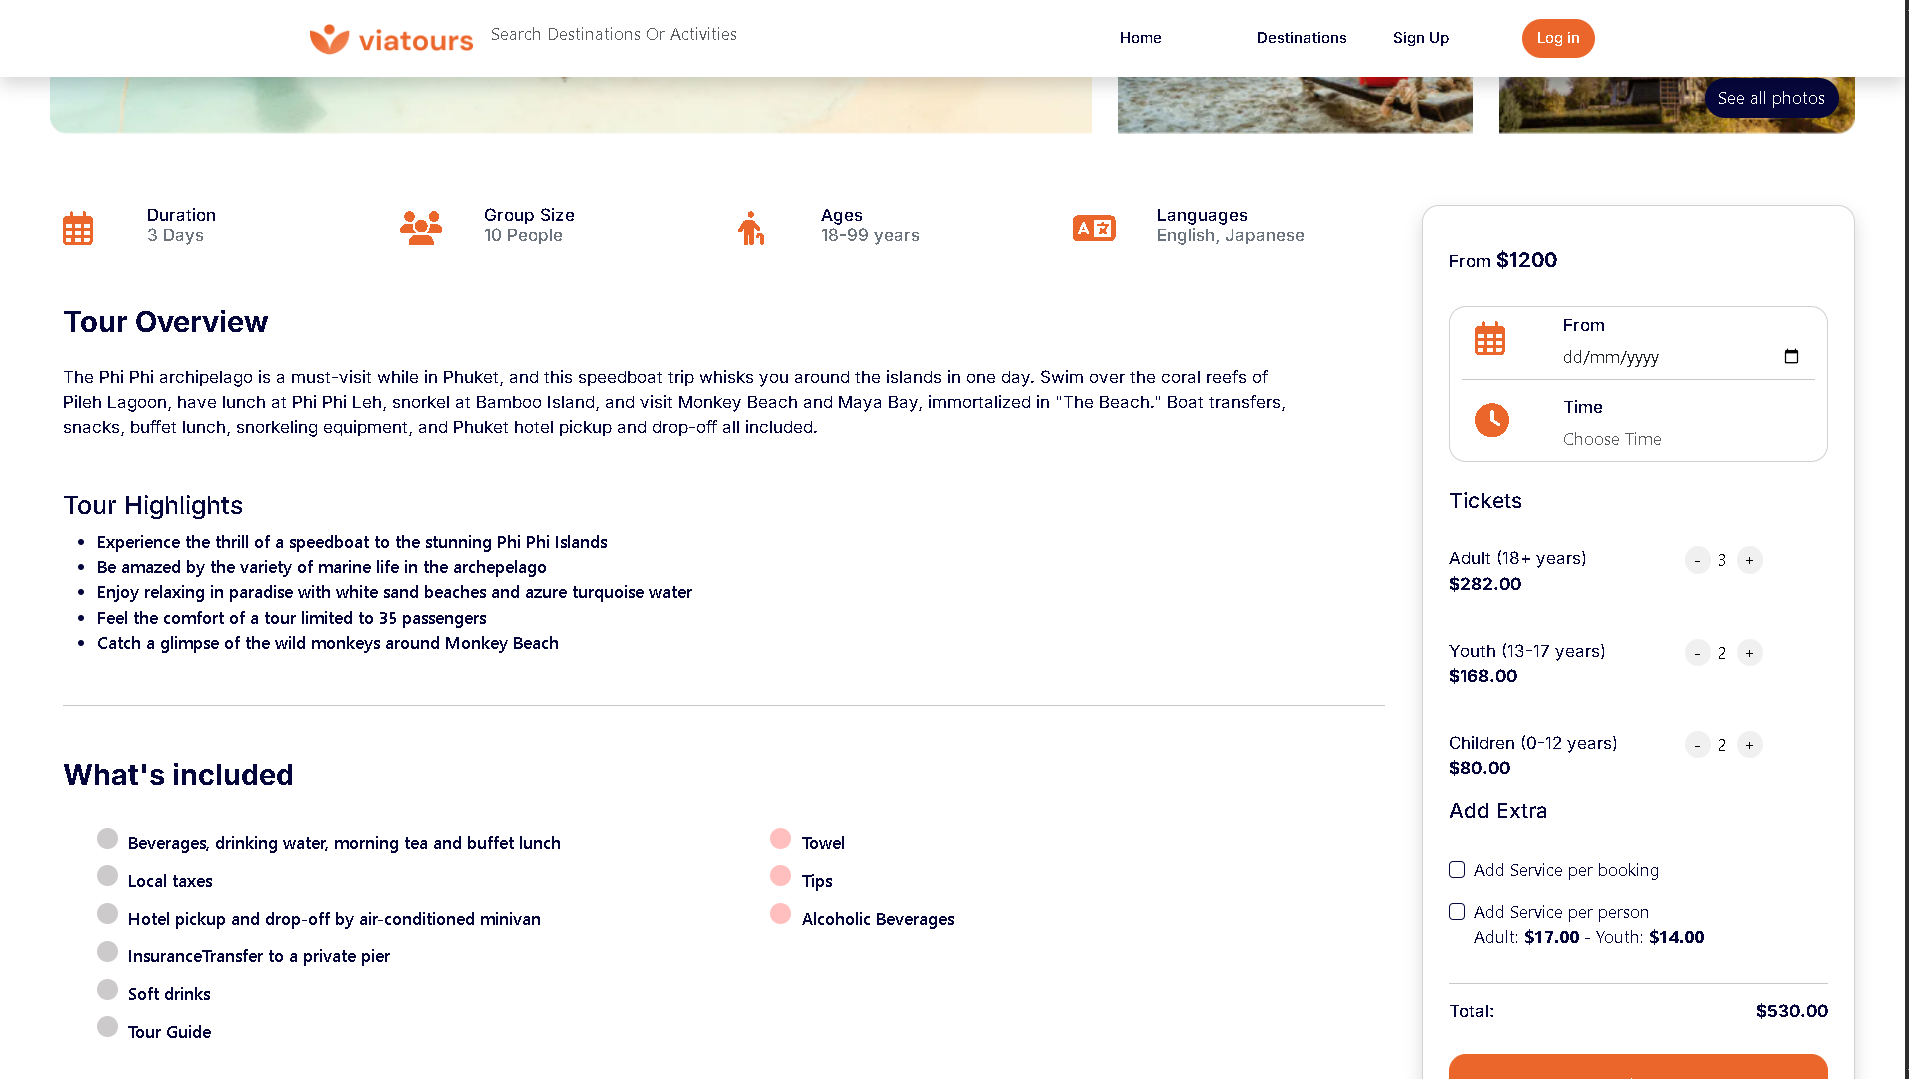 viatours
Search Destinations Or Activities
Home
Destinations
Sign Up
Log in
See all photos
Duration
3 Days
Group Size
10 People
Ages
18-99 years
Languages
English, Japanese
Tour Overview
The Phi Phi archipelago is a must-visit while in Phuket, and this speedboat trip whisks you around the islands in one day. Swim over the coral reefs of
Pileh Lagoon, have lunch at Phi Phi Leh, snorkel at Bamboo Island, and visit Monkey Beach and Maya Bay, immortalized in "The Beach." Boat transfers,
snacks, buffet lunch, snorkeling equipment, and Phuket hotel pickup and drop-off all included.
Tour Highlights
• Experience the thrill of a speedboat to the stunning Phi Phi Islands
• Be amazed by the variety of marine life in the archepelago
• Enjoy relaxing in paradise with white sand beaches and azure turquoise water
• Feel the comfort of a tour limited to 35 passengers
• Catch a glimpse of the wild monkeys around Monkey Beach
What's included
Beverages, drinking water, morning tea and buffet lunch
Local taxes
Hotel pickup and drop-off by air-conditioned minivan
InsuranceTransfer to a private pier
Soft drinks
Tour Guide
Towel
Tips
Alcoholic Beverages
From $1200
From
dd/mm/yyyy
Time
Choose Time
Tickets
Adult (18+ years)
- 3 +
$282.00
Youth (13-17 years)
- 2 +
$168.00
Children (0-12 years)
- 2 +
$80.00
Add Extra
Add Service per booking
Add Service per person
Adult: $17.00 - Youth: $14.00
Total: $530.00